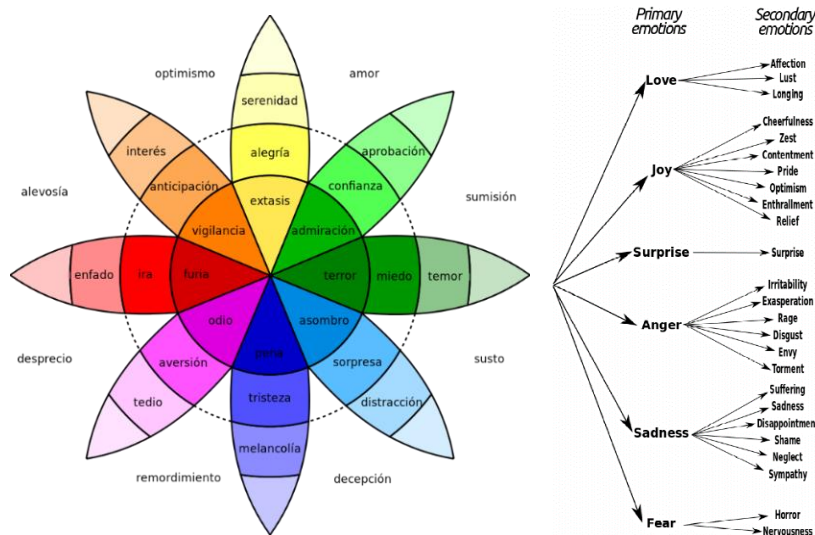 optimismo
amor
serenidad
interés
alegría
aprobación
anticipación
confianza
alevosía
extasis
sumisión
vigilancia
admiración
enfado
ira
furia
terror
miedo
temor
odio
asombro
desprecio
aversión
pena
sorpresa
susto
tedio
tristeza
distracción
melancolía
remordimiento
decepción
Primary
emotions
Secondary
emotions
Love
Affection
Lust
Longing
Joy
Cheerfulness
Zest
Contentment
Pride
Optimism
Enthrallment
Relief
Surprise
Surprise
Anger
Irritability
Exasperation
Rage
Disgust
Envy
Torment
Sadness
Suffering
Sadness
Disappointmen
Shame
Neglect
Sympathy
Fear
Horror
Nervousness